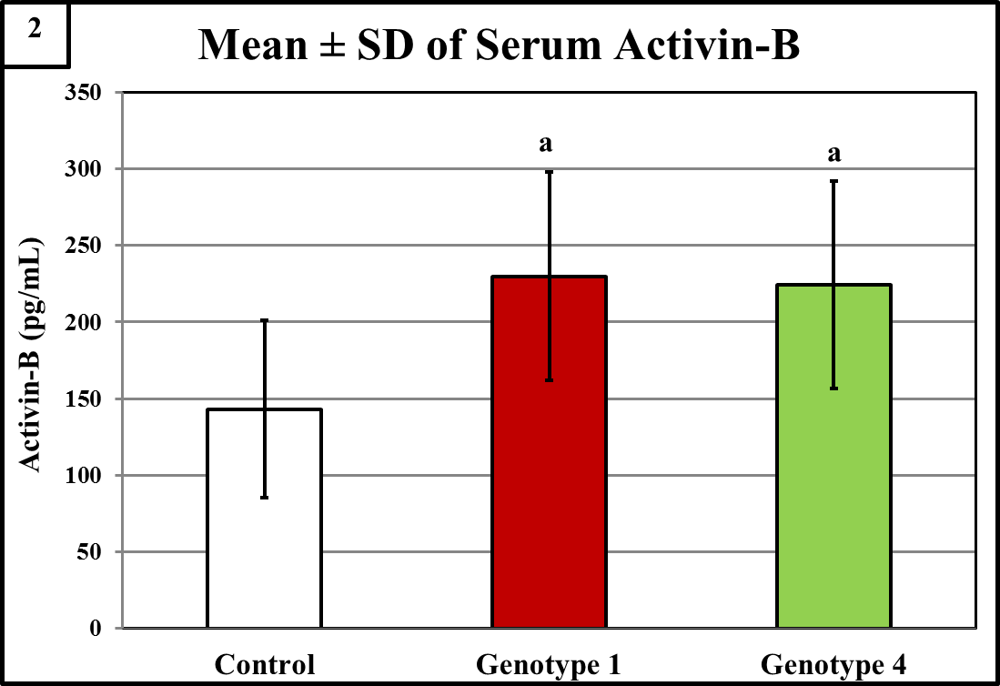 2
Mean ± SD of Serum Activin-B
Activin-B (pg/mL)
350
300
250
200
150
100
50
0
a
a
Control
Genotype 1
Genotype 4